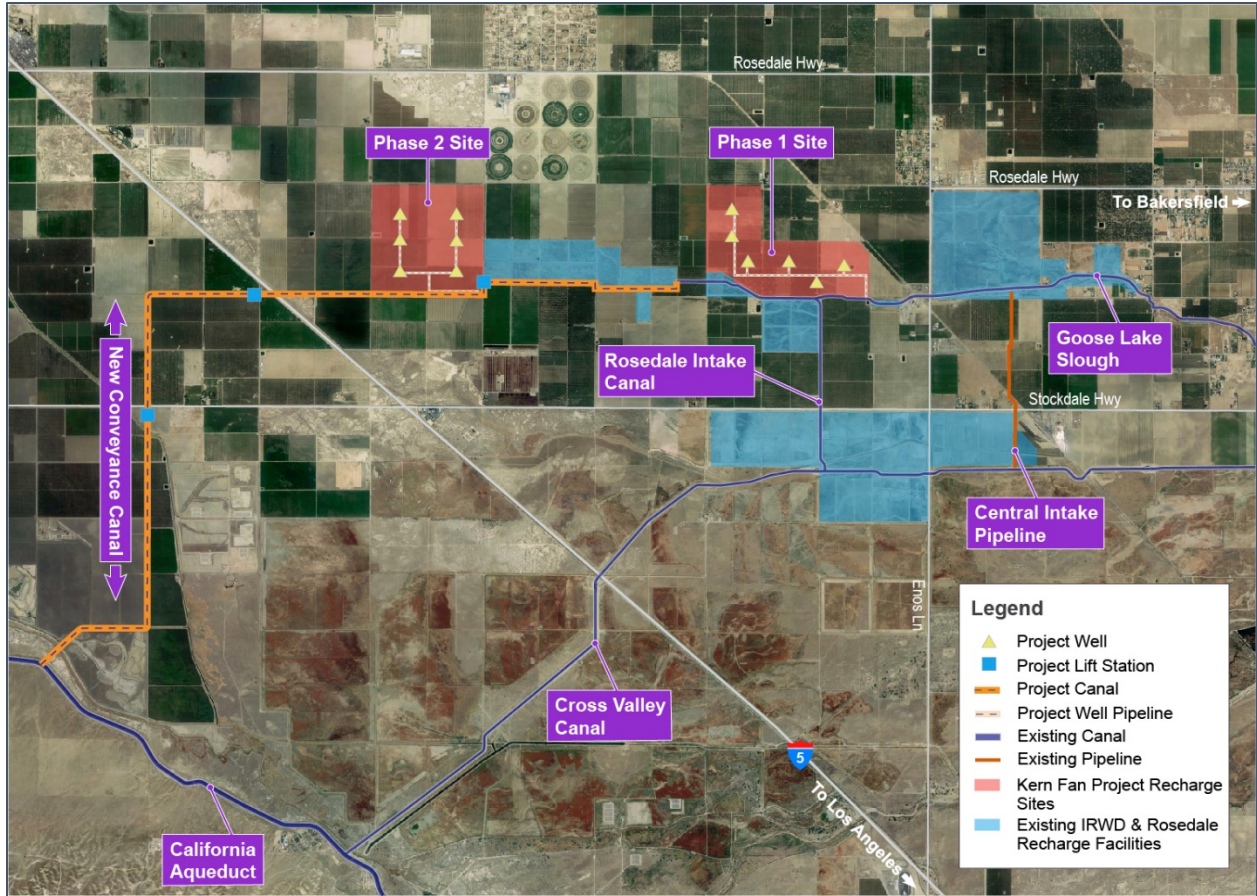 Rosedale Hwy
Phase 2 Site
Phase 1 Site
Rosedale Hwy
To Bakersfield
New Conveyance Canal
Rosedale Intake
Canal
Goose Lake
Slough
Stockdale Hwy
Central Intake
Pipeline
Enos Ln
Cross Valley
Canal
5
To Los Angeles
California
Aqueduct
Legend
Project Well
Project Lift Station
Project Canal
Project Well Pipeline
Existing Canal
Existing Pipeline
Kern Fan Project Recharge
Sites
Existing IRWD & Rosedale
Recharge Facilities